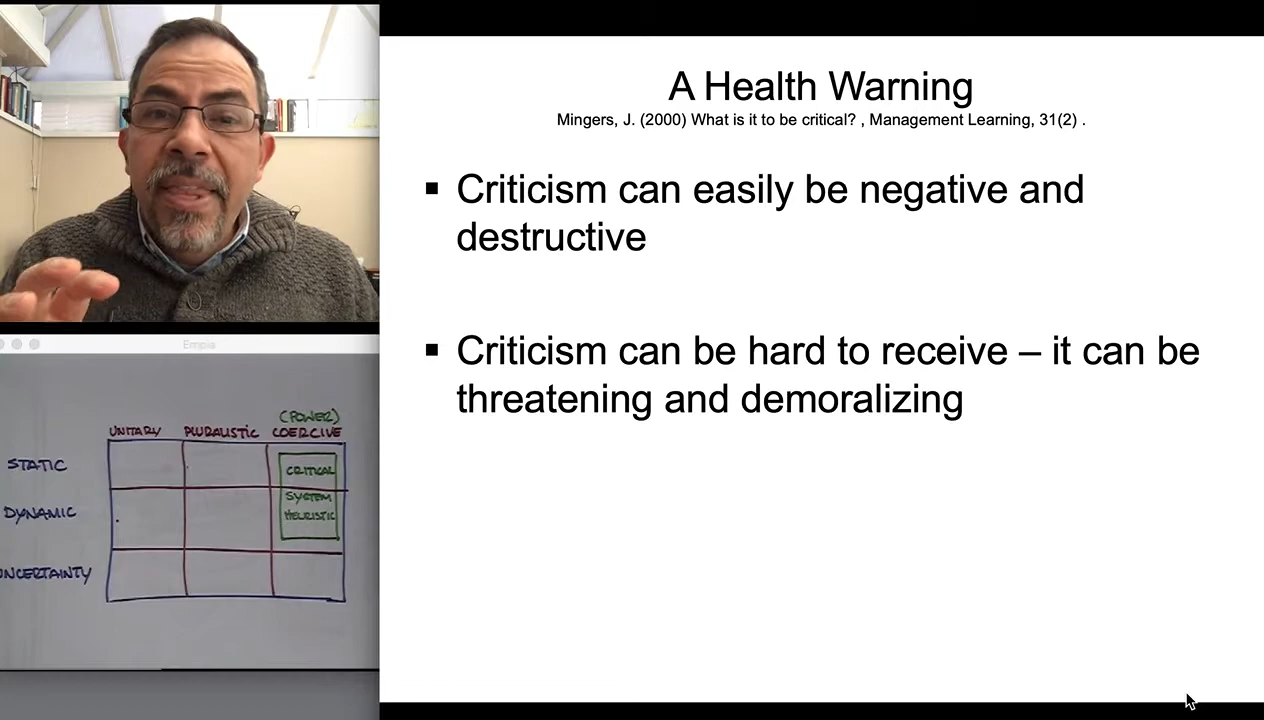 A Health Warning
Mingers, J. (2000) What is it to be critical? , Management Learning, 31(2) .
▪ Criticism can easily be negative and
destructive
▪ Criticism can be hard to receive – it can be
threatening and demoralizing
(POWER)
UNITARY PLURALISTIC COERCIVE
STATIC
CRITICAL
SYSTEM
DYNAMIC
HEURISTIC